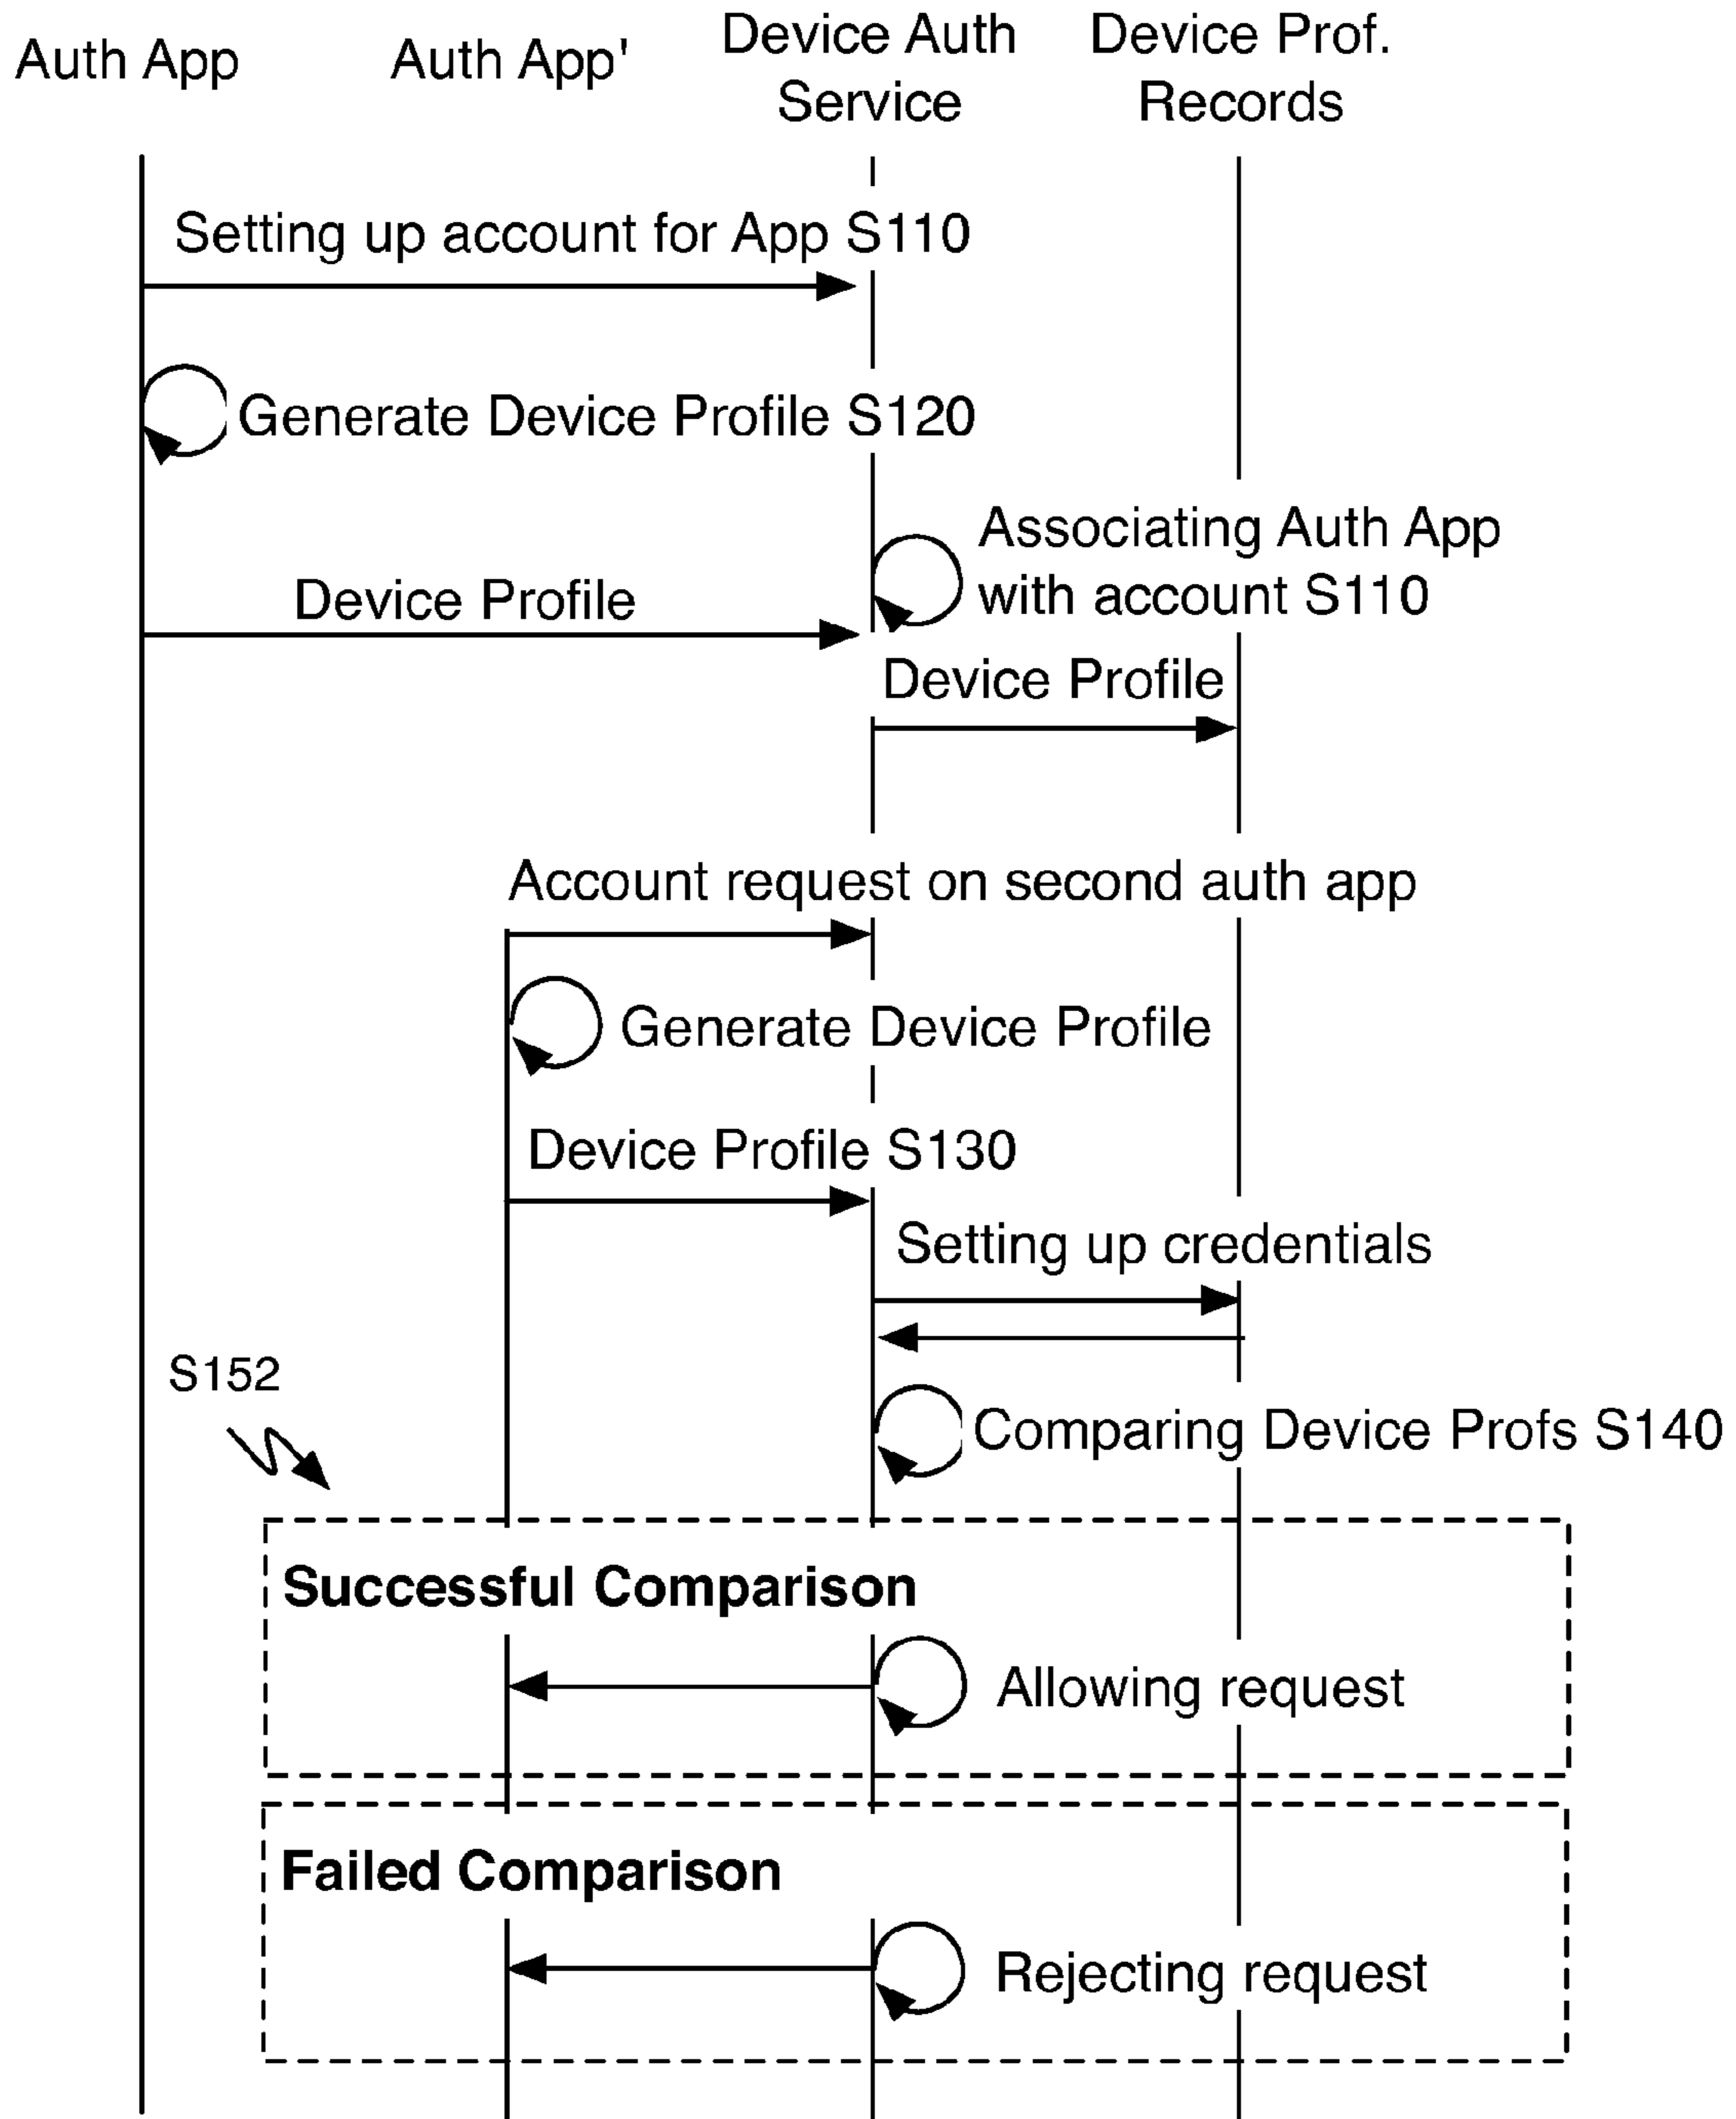 Auth App
Auth App'
Device Auth
Service
Device Prof.
Records
Setting up account for App S110
Generate Device Profile S120
Associating Auth App
with account S110
Device Profile
Device Profile
Account request on second auth app
Generate Device Profile
Device Profile S130
Setting up credentials
S152
Comparing Device Profs S140
Successful Comparison
Allowing request
Failed Comparison
Rejecting request